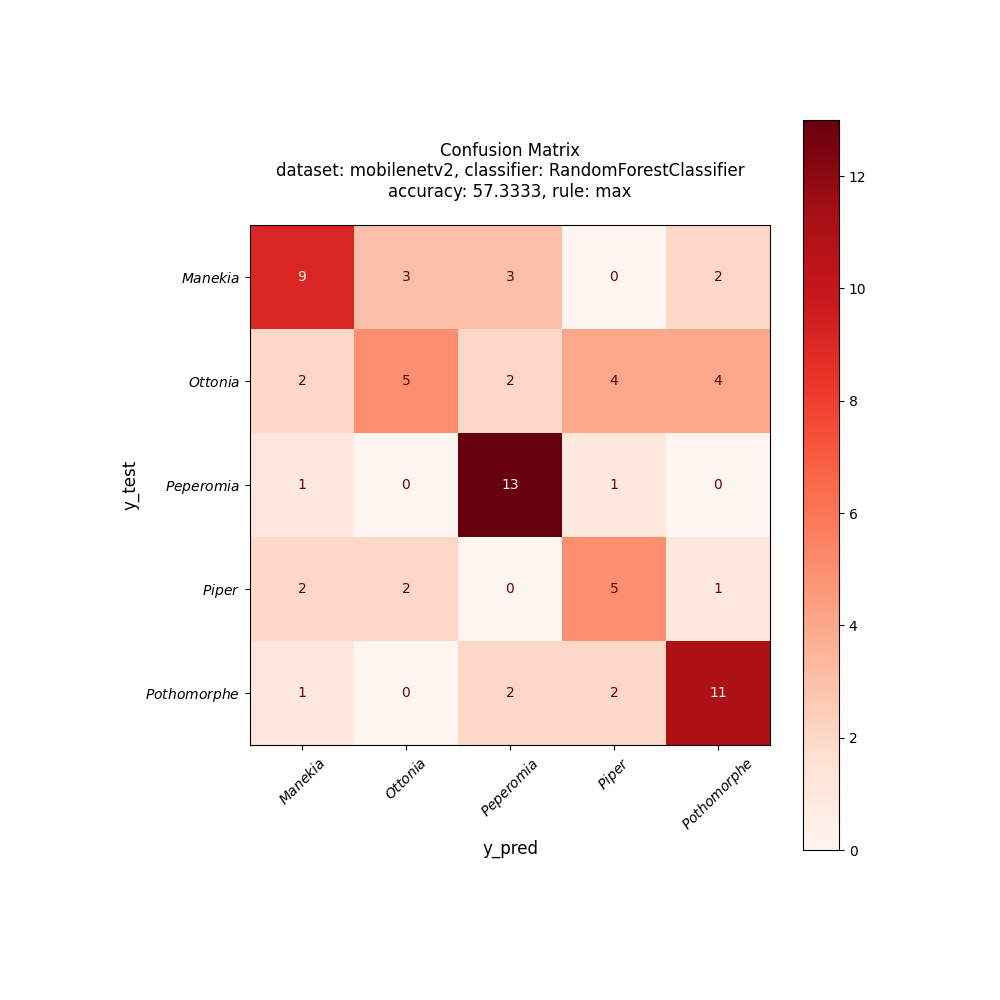 Confusion Matrix
dataset: mobilenetv2, classifier: RandomForestClassifier
accuracy: 57.3333, rule: max
y_test
Manekia 9 3 3 0 2
Ottonia 2 5 2 4 4
Peperomia 1 0 13 1 0
Piper 2 2 0 5 1
Pothomorphe 1 0 2 2 11
Manekia Ottonia Peperomia Piper Pothomorphe
y_pred
12
10
8
6
4
2
0